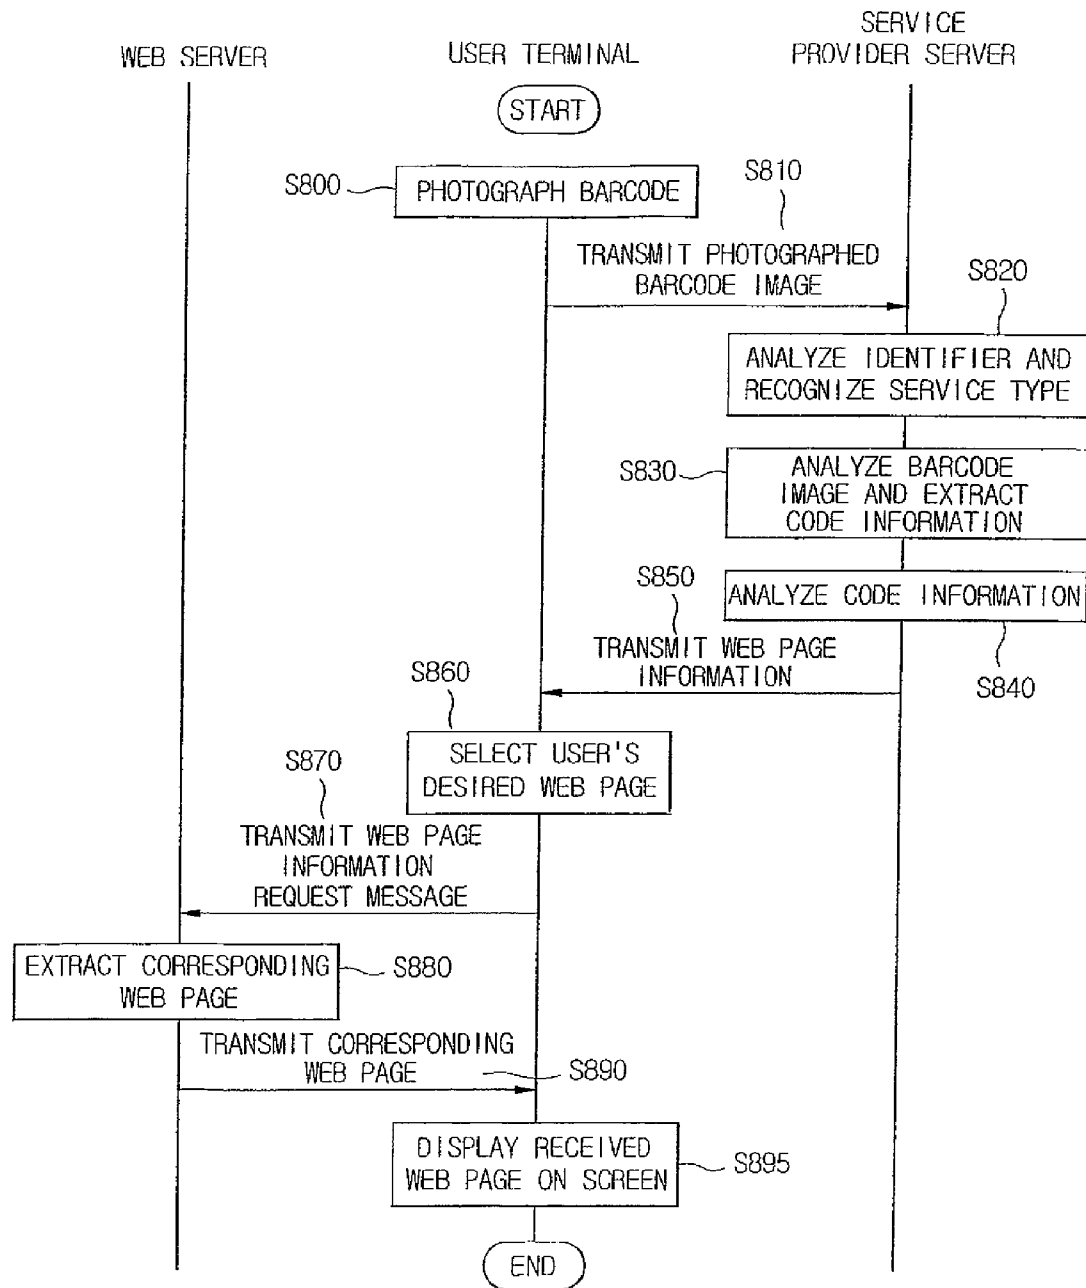 WEB SERVER
USER TERMINAL
SERVICE
PROVIDER SERVER
START
S800
PHOTOGRAPH BARCODE
S810
TRANSMIT PHOTOGRAPHED
BARCODE IMAGE
S820
ANALYZE IDENTIFIER AND
RECOGNIZE SERVICE TYPE
S830
ANALYZE BARCODE
IMAGE AND EXTRACT
CODE INFORMATION
S850
ANALYZE CODE INFORMATION
TRANSMIT WEB PAGE
INFORMATION
S840
S860
SELECT USER'S
DESIRED WEB PAGE
S870
TRANSMIT WEB PAGE
INFORMATION
REQUEST MESSAGE
EXTRACT CORRESPONDING
WEB PAGE
S880
TRANSMIT CORRESPONDING
WEB PAGE
S890
DISPLAY RECEIVED
WEB PAGE ON SCREEN
S895
END